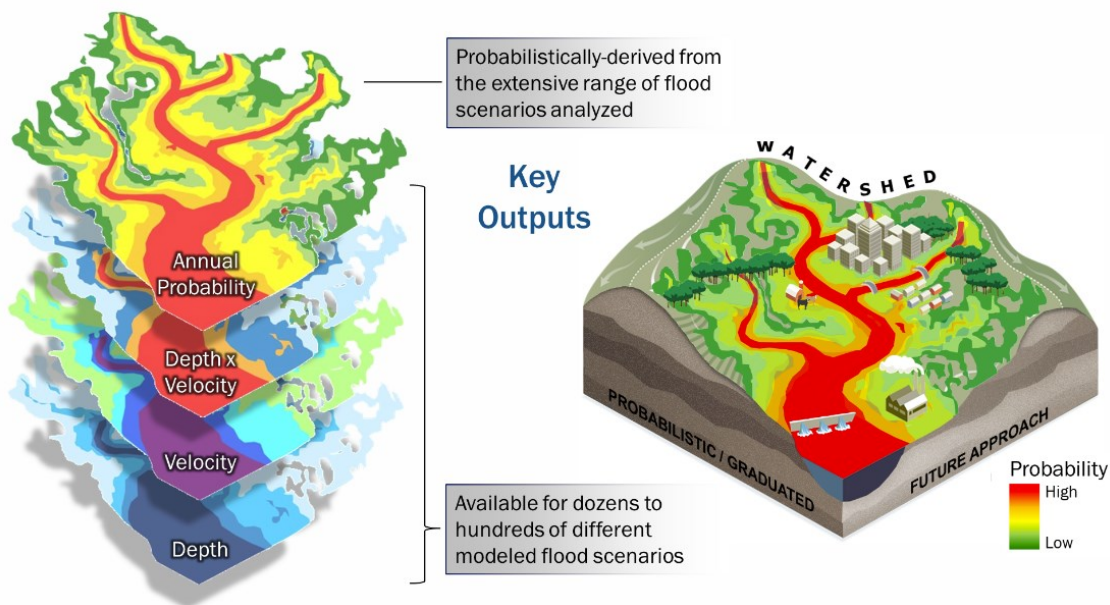 Probabilistically-derived from
the extensive range of flood
scenarios analyzed
Key
Outputs
Annual
Probability
Depth x
Velocity
Velocity
Depth
Available for dozens to
hundreds of different
modeled flood scenarios
WATERSHED
PROBABILISTIC / GRADUATED
FUTURE APPROACH
Probability
High
Low